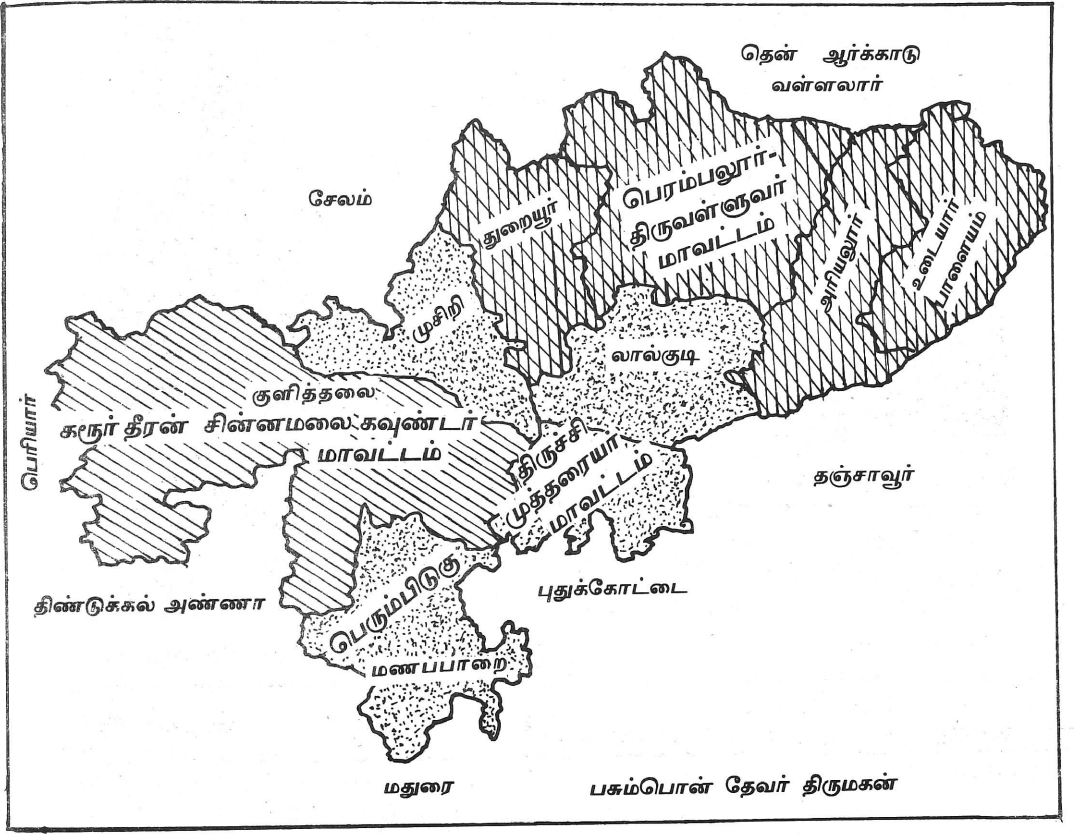 தென் ஆர்க்காடு
வள்ளலார்
சேலம்
துறையூர்
பெரம்பலூர்-
திருவள்ளுவர்
மாவட்டம்
அரியலூர்
உடையார்
பாளையம்
முசிறி
லால்குடி
குளித்தலை
கரூர் தீரன் சின்னமலை கவுண்டர்
மாவட்டம்
பெரியார்
திருச்சி
முத்தரையர்
மாவட்டம்
தஞ்சாவூர்
பெரும்பிடுகு
திண்டுக்கல் அண்ணா
புதுக்கோட்டை
மணப்பாறை
மதுரை
பசும்பொன் தேவர் திருமகன்